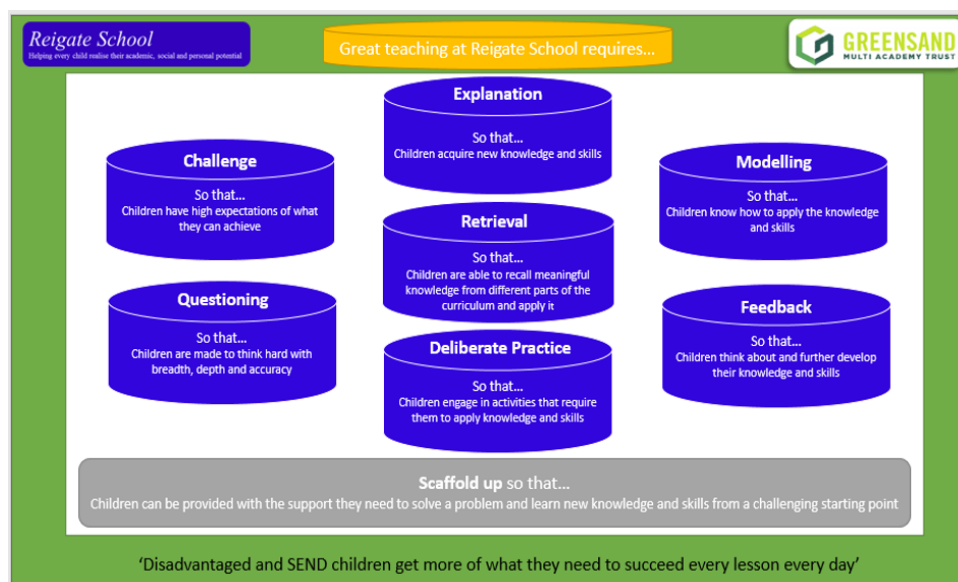 Reigate School
Helping every child realise their academic, social and personal potential
Great teaching at Reigate School requires...
GREENSAND
MULTI ACADEMY TRUST
Explanation
So that...
Children acquire new knowledge and skills
Challenge
So that...
Children have high expectations of what
they can achieve
Modelling
So that...
Children know how to apply the knowledge
and skills
Retrieval
So that...
Children are able to recall meaningful
knowledge from different parts of the
curriculum and apply it
Questioning
So that...
Children are made to think hard with
breadth, depth and accuracy
Feedback
So that...
Children think about and further develop
their knowledge and skills
Deliberate Practice
So that...
Children engage in activities that require
them to apply knowledge and skills
Scaffold up so that...
Children can be provided with the support they need to solve a problem and learn new knowledge and skills from a challenging starting point
‘Disadvantaged and SEND children get more of what they need to succeed every lesson every day’